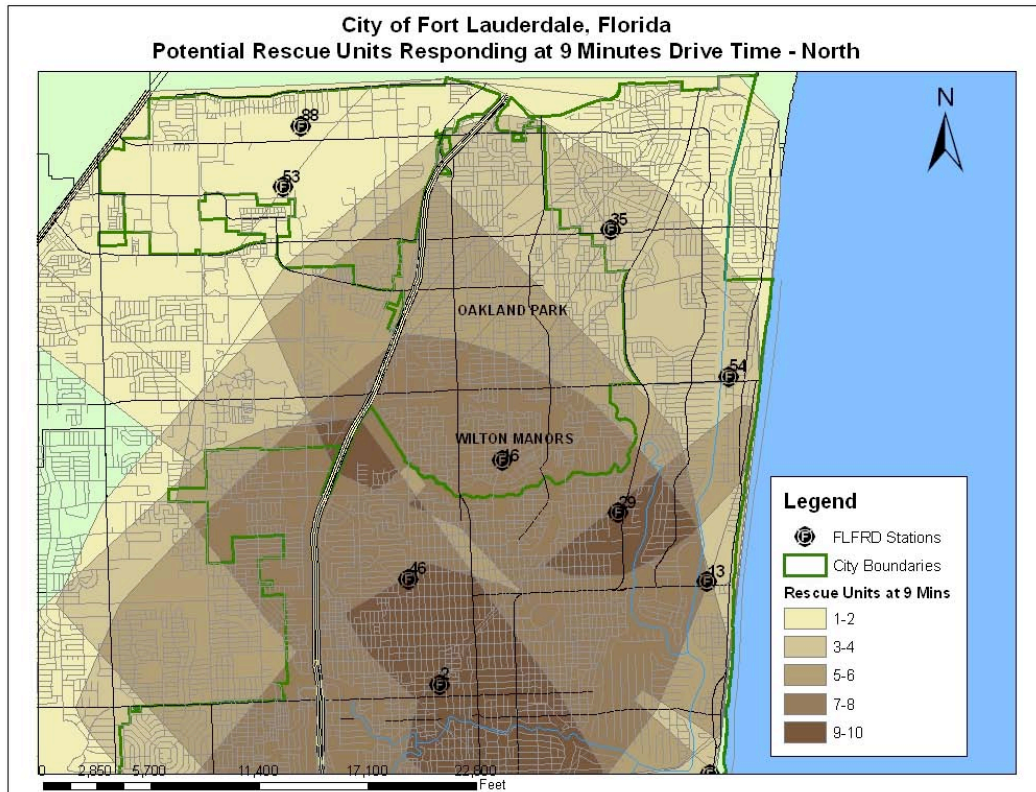 City of Fort Lauderdale, Florida
Potential Rescue Units Responding at 9 Minutes Drive Time - North
N
88
53
35
OAKLAND PARK
54
WILTON MANORS
16
29
46
13
2
Legend
FLFRD Stations
City Boundaries
Rescue Units at 9 Mins
1-2
3-4
5-6
7-8
9-10
0 2,850 5,700 11,400 17,100 22,800
Feet